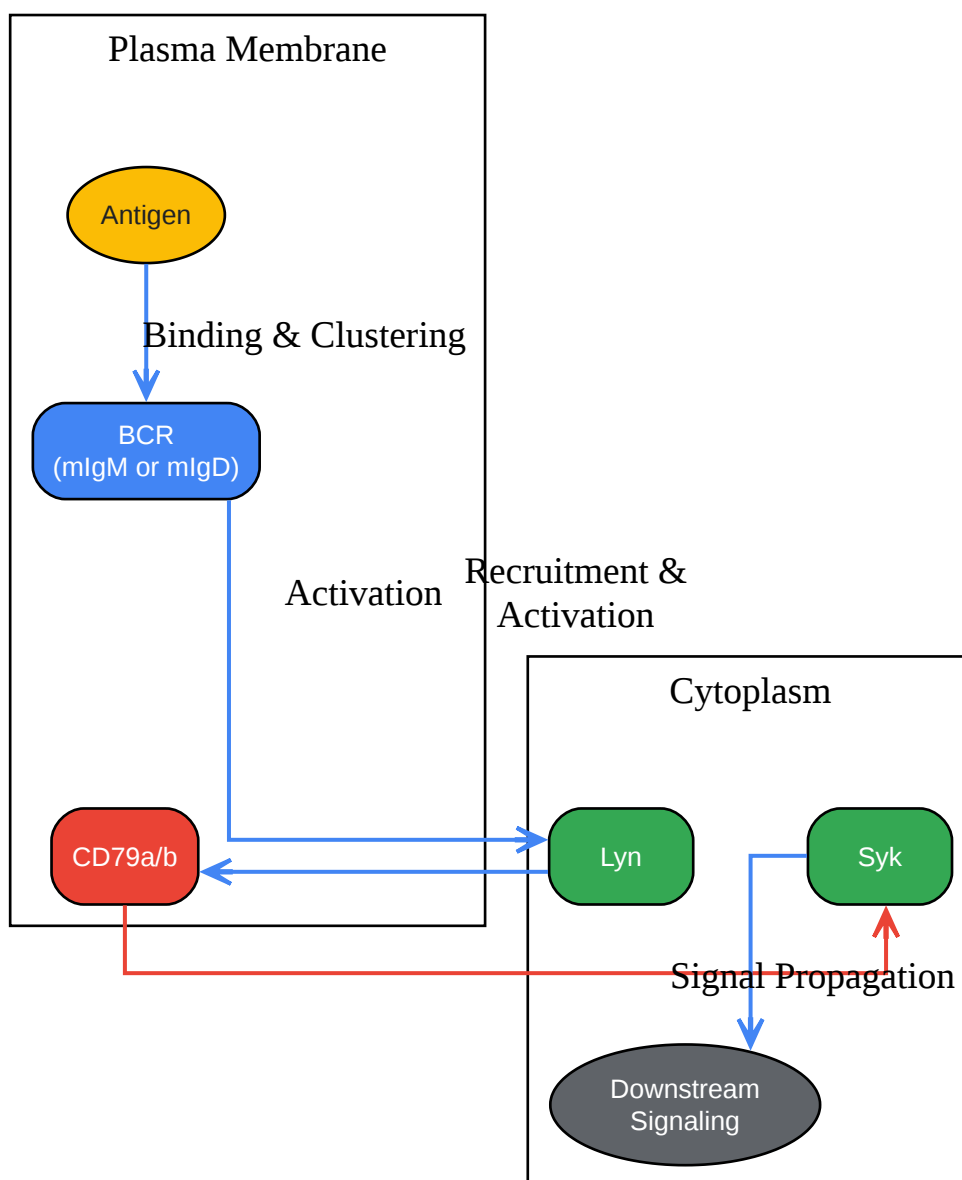 Plasma Membrane
Antigen
Binding & Clustering
BCR
(mIgM or mIgD)
Activation
Recruitment &
Activation
Cytoplasm
CD79a/b
Lyn
Syk
Signal Propagation
Downstream
Signaling